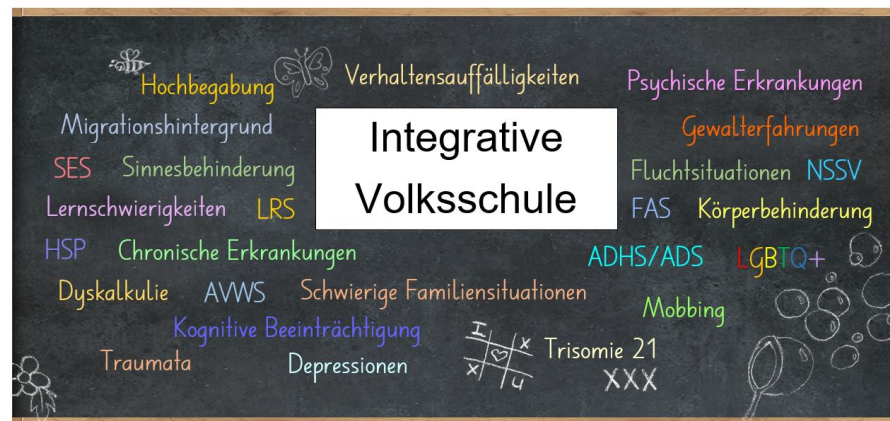 Hochbegabung
Verhaltensauffälligkeiten
Psychische Erkrankungen
Migrationshintergrund
Integrative
Volksschule
Gewalterfahrungen
SES
Sinnesbehinderung
Fluchtsituationen
NSSV
Lernschwierigkeiten
LRS
FAS
Körperbehinderung
HSP
Chronische Erkrankungen
ADHS/ADS
LGBTQ+
Dyskalkulie
AVWS
Schwierige Familiensituationen
Mobbing
Kognitive Beeinträchtigung
Traumata
Depressionen
I
X
X
U
Trisomie 21
XXX